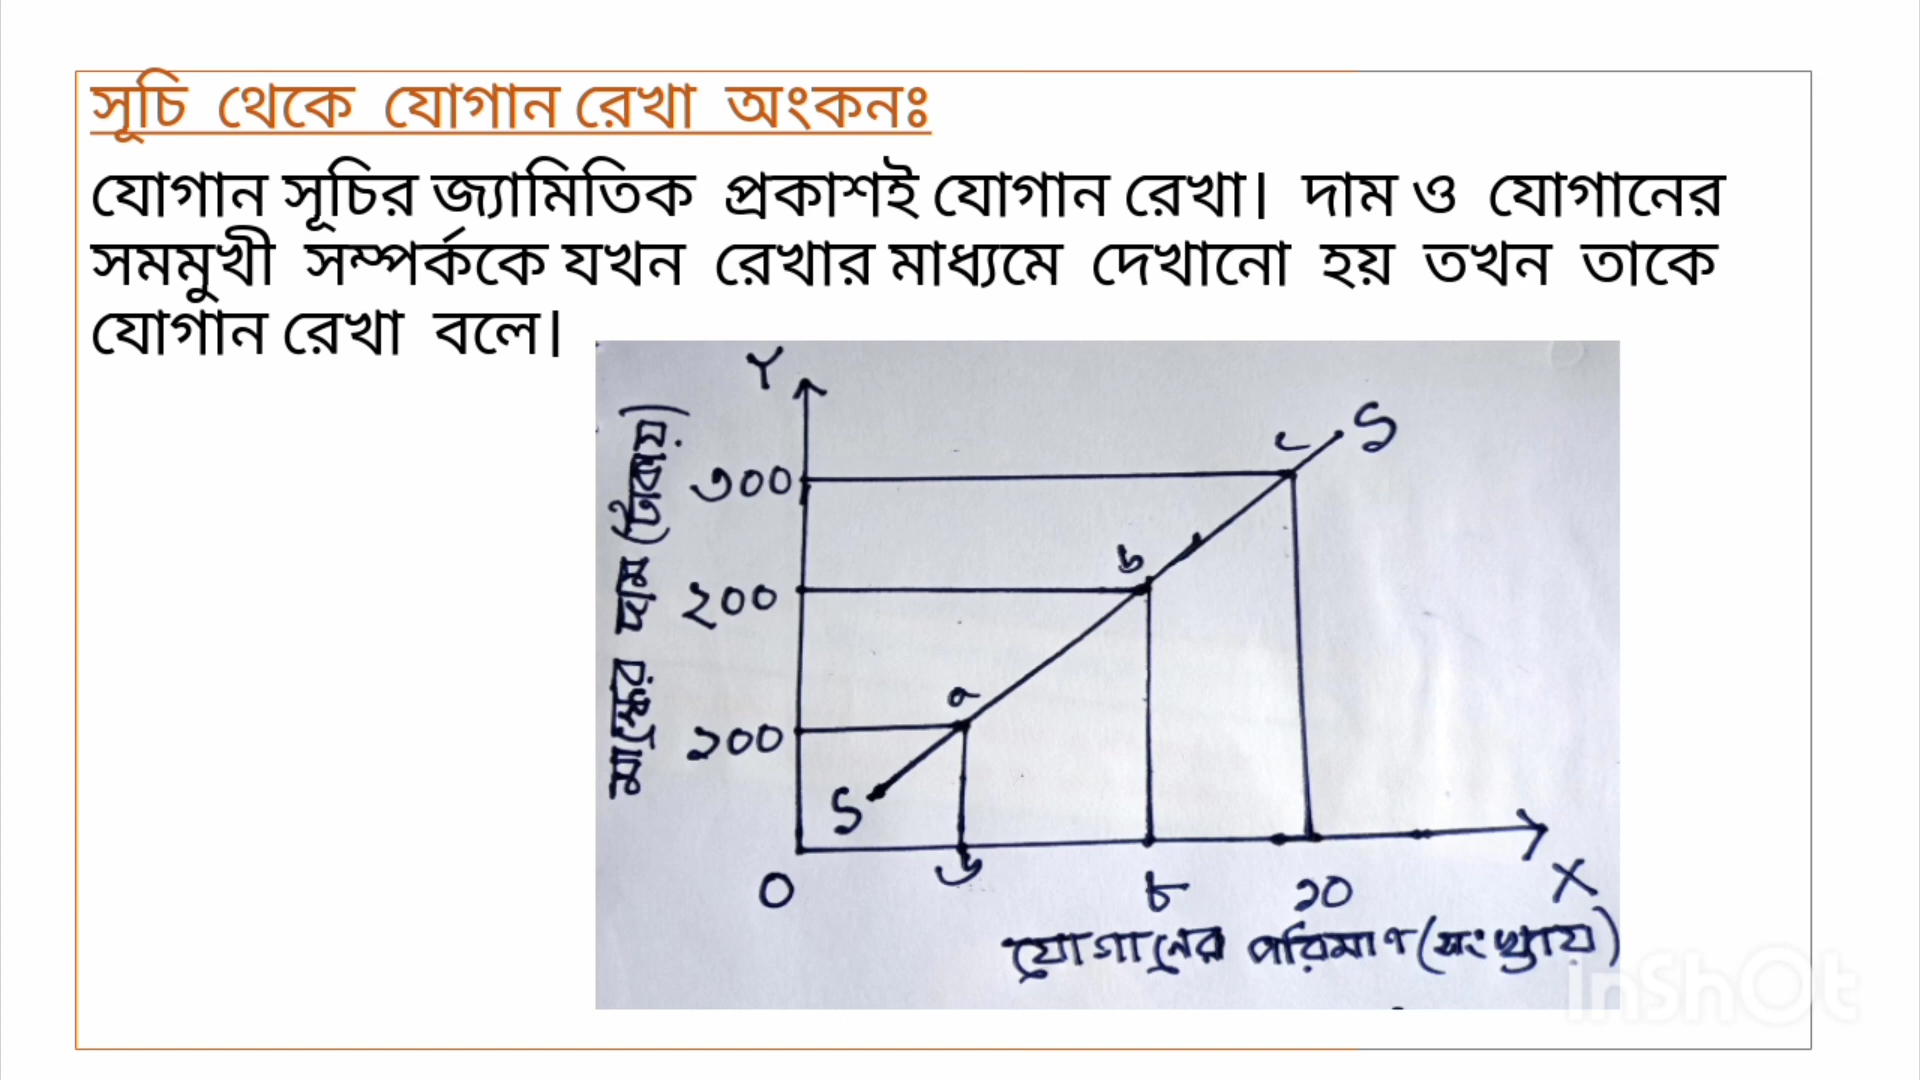 সূচি থেকে যোগান রেখা অংকনঃ
যোগান সূচির জ্যামিতিক প্রকাশই যোগান রেখা। দাম ও যোগানের
সমমুখী সম্পর্ককে যখন রেখার মাধ্যমে দেখানো হয় তখন তাকে
যোগান রেখা বলে।
Y
মাস্কের দাম (টাকায়)
৩০০
২০০
১০০
c S
b
a
S
০
৬
৮
১০
X
যোগানের পরিমাণ (সংখ্যায়)
InShOt